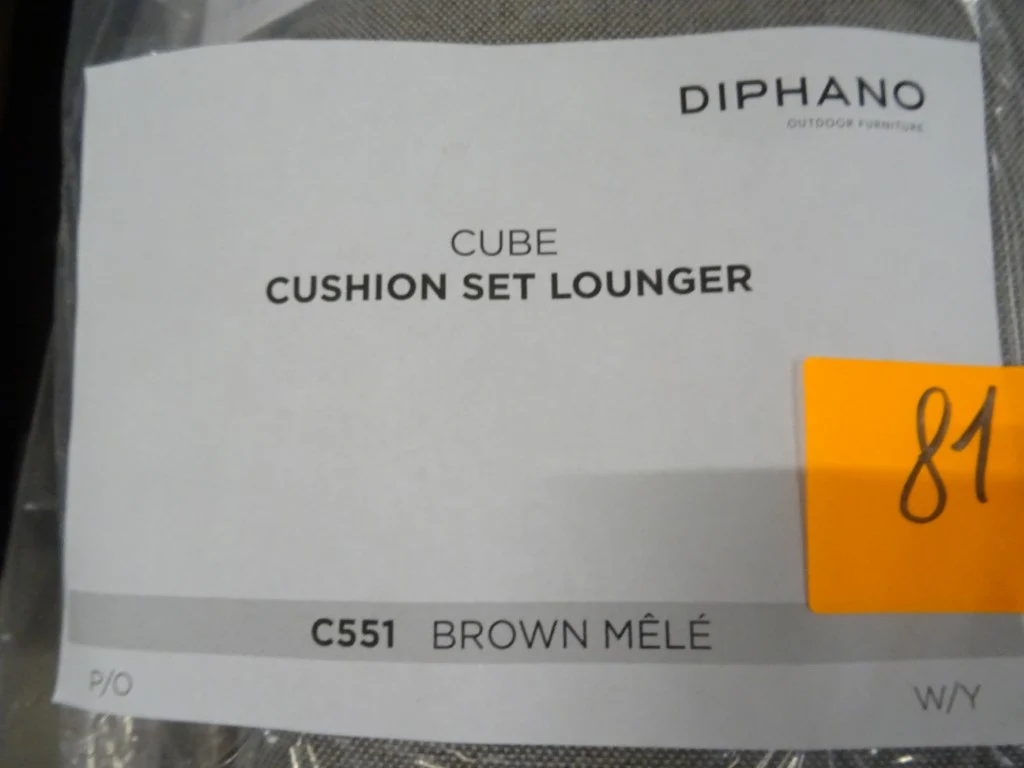 DIPHANO
OUTDOOR FURNITURE
CUBE
CUSHION SET LOUNGER
81
C551 BROWN MÊLÉ
P/O
W/Y